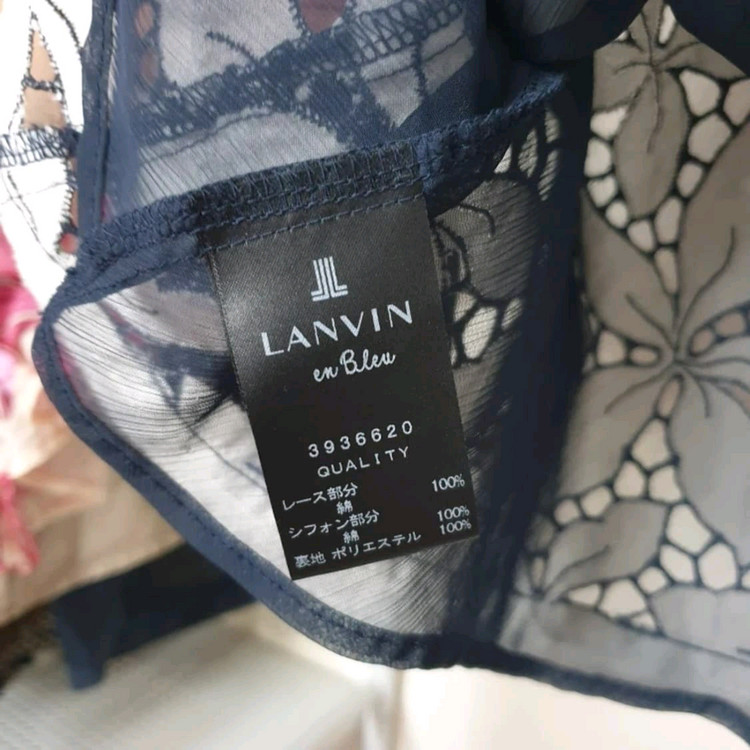 LANVIN
en Bleu
3936620
QUALITY
レース部分
綿 100%
シフォン部分
綿 100%
裏地 ポリエステル 100%